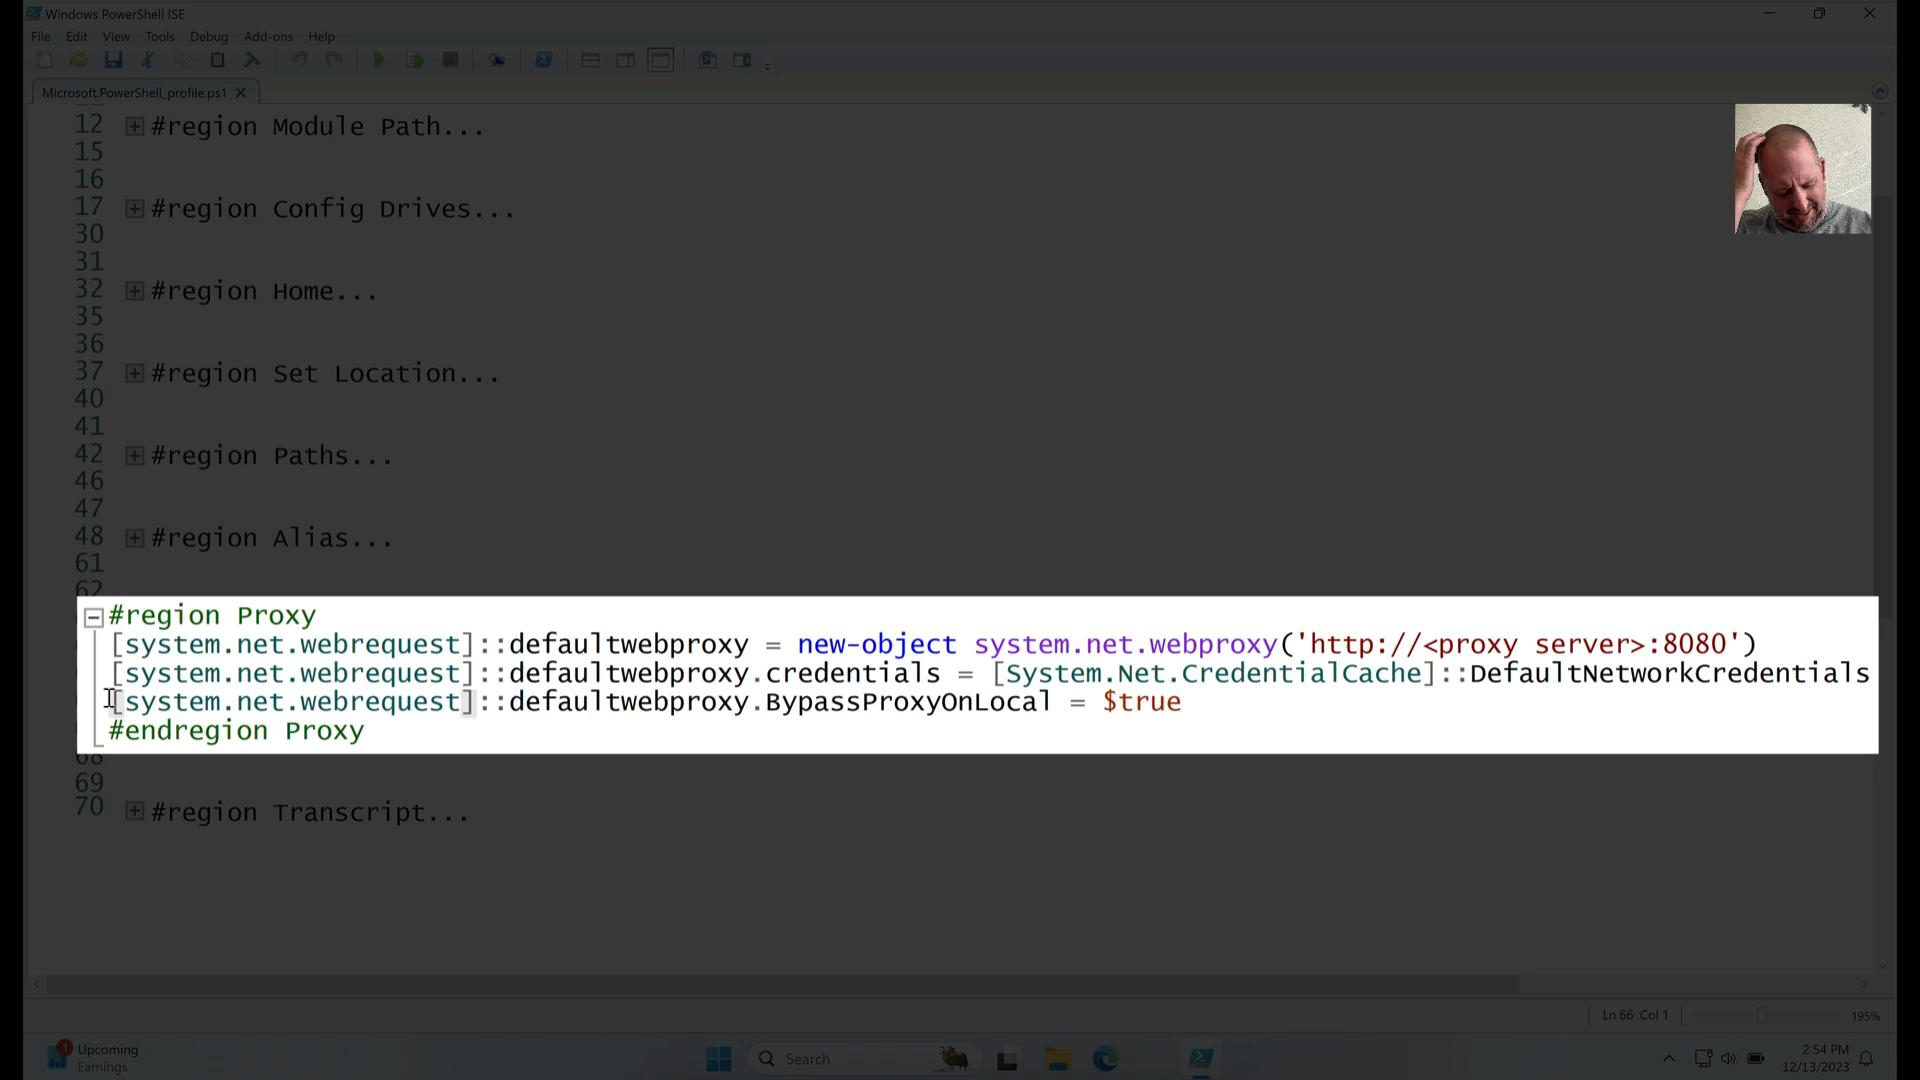 Windows PowerShell ISE
File Edit View Tools Debug Add-ons Help
Microsoft.PowerShell_profile.ps1
12 #region Module Path...
15
16
17 #region Config Drives...
30
31
32 #region Home...
35
36
37 #region Set Location...
40
41
42 #region Paths...
46
47
48 #region Alias...
61
62
#region Proxy
[system.net.webrequest]::defaultwebproxy = new-object system.net.webproxy('http://<proxy server>:8080')
[system.net.webrequest]::defaultwebproxy.credentials = [System.Net.CredentialCache]::DefaultNetworkCredentials
[system.net.webrequest]::defaultwebproxy.BypassProxyOnLocal = $true
#endregion Proxy
68
69
70 #region Transcript...
Ln 66 Col 1
195%
1
Upcoming
Earnings
Search
2:54 PM
12/13/2023